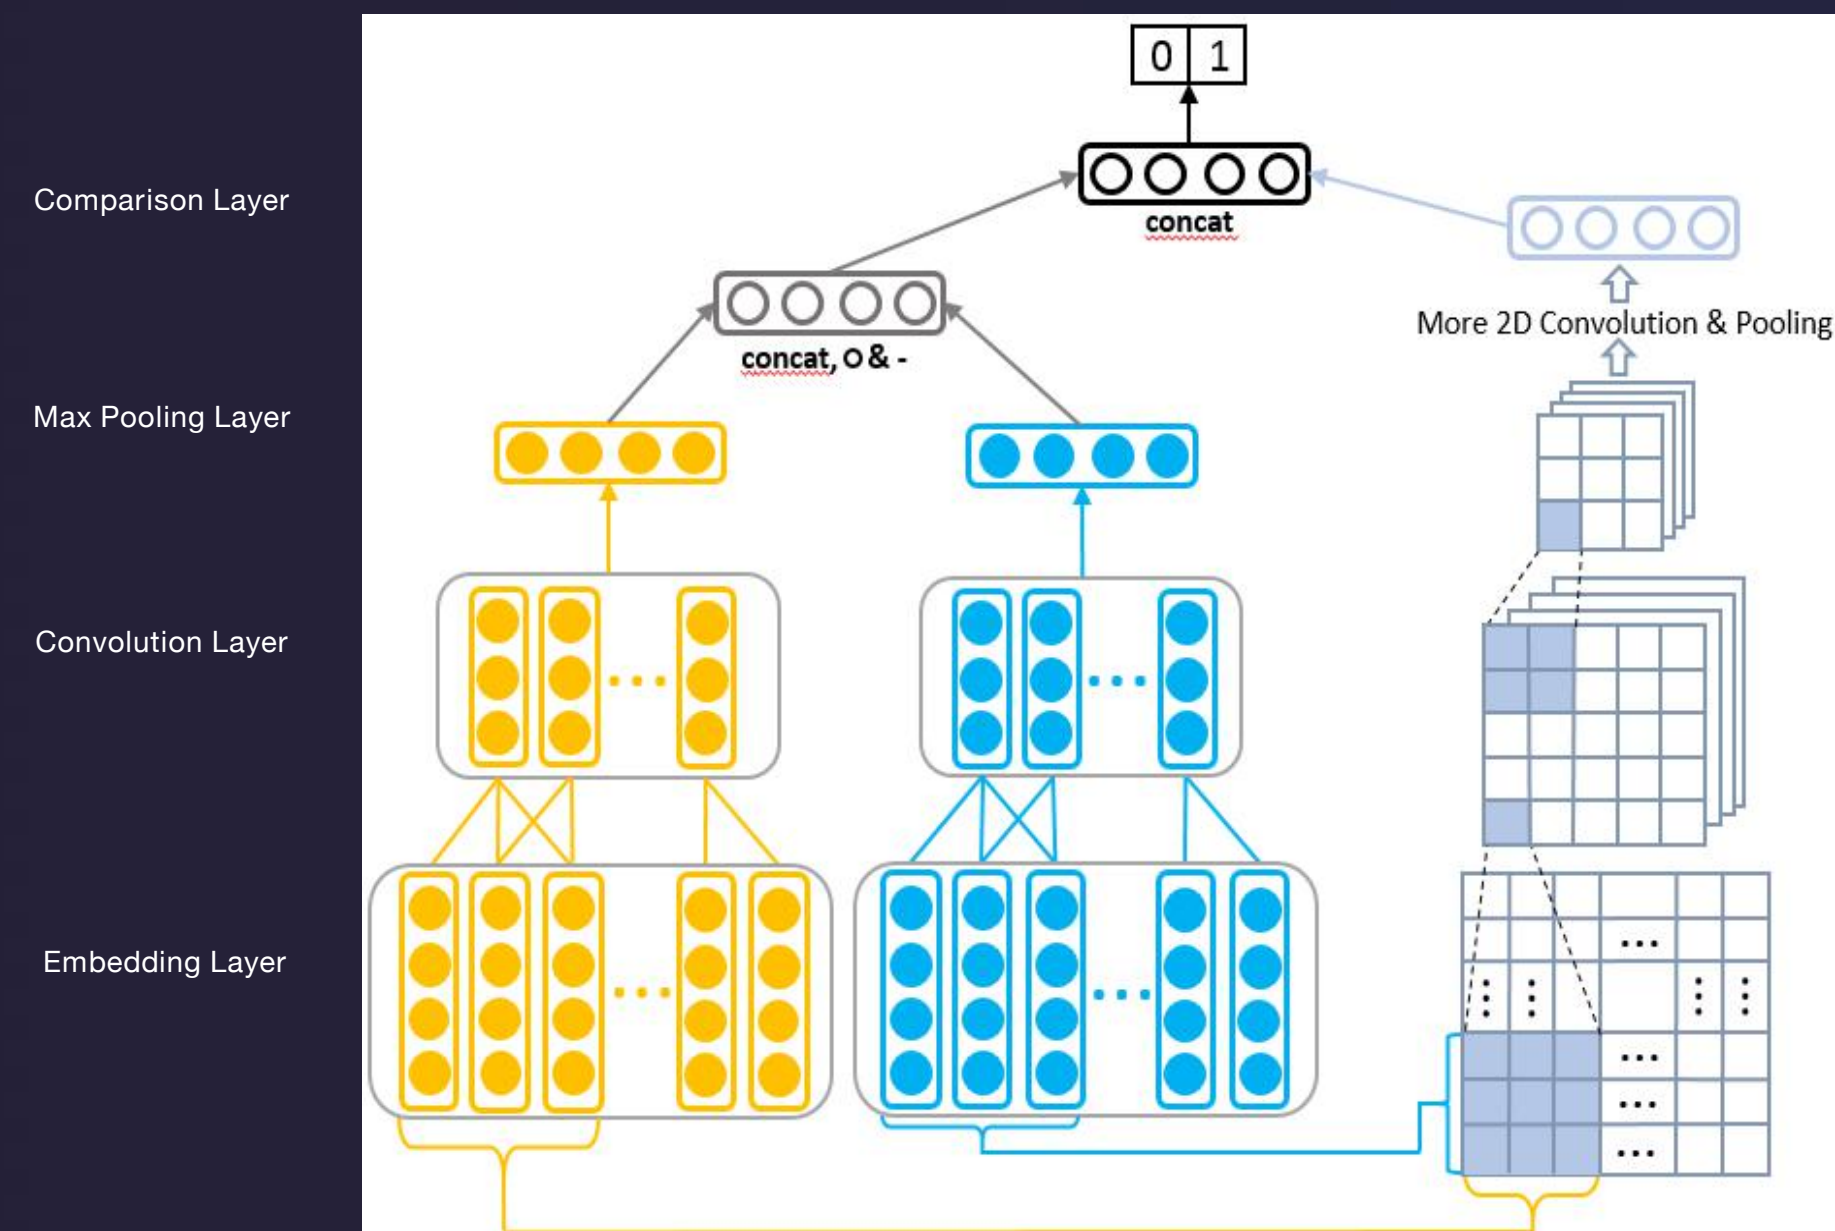 0 1
Comparison Layer
concat
More 2D Convolution & Pooling
concat, O & -
Max Pooling Layer
Convolution Layer
Embedding Layer